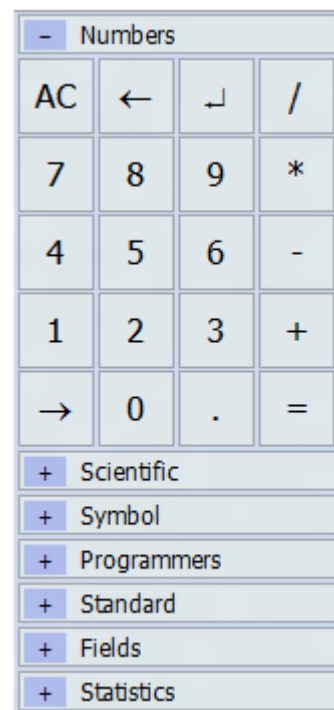 – Numbers
AC ← ↵ /
7 8 9 *
4 5 6 -
1 2 3 +
→ 0 . =
+ Scientific
+ Symbol
+ Programmers
+ Standard
+ Fields
+ Statistics